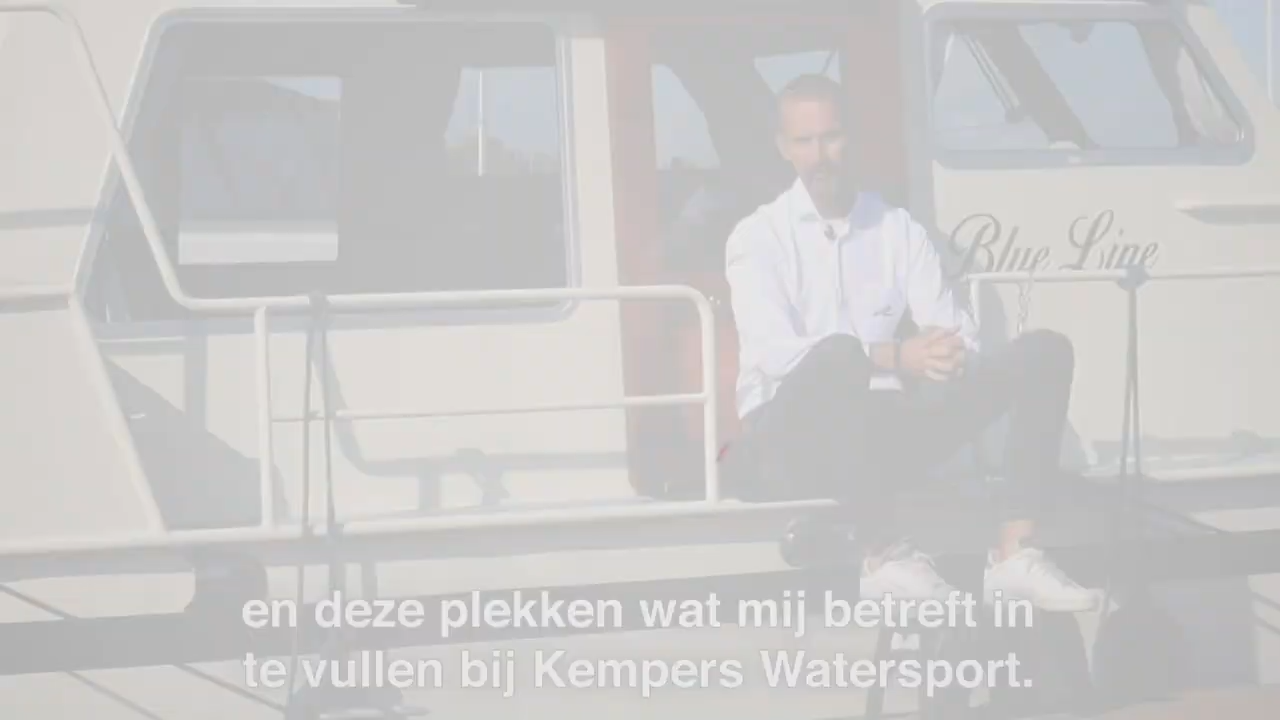 Blue Line
en deze plekken wat mij betreft in
te vullen bij Kempers Watersport.